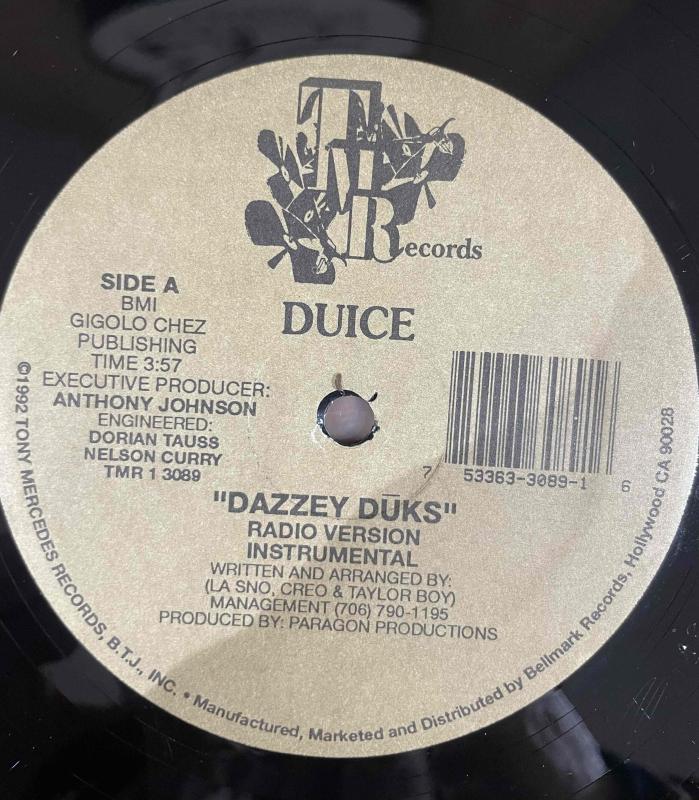 TMR
ecords
DUICE
SIDE A
BMI
GIGOLO CHEZ
PUBLISHING
TIME 3:57
EXECUTIVE PRODUCER:
ANTHONY JOHNSON
ENGINEERED:
DORIAN TAUSS
NELSON CURRY
TMR 1 3089
7 53363-3089-1 6
"DAZZEY DŪKS"
RADIO VERSION
INSTRUMENTAL
WRITTEN AND ARRANGED BY:
(LA SNO, CREO & TAYLOR BOY)
MANAGEMENT (706) 790-1195
PRODUCED BY: PARAGON PRODUCTIONS
©1992 TONY MERCEDES RECORDS, B.T.J., INC. • Manufactured, Marketed and Distributed by Bellmark Records, Hollywood CA 90028